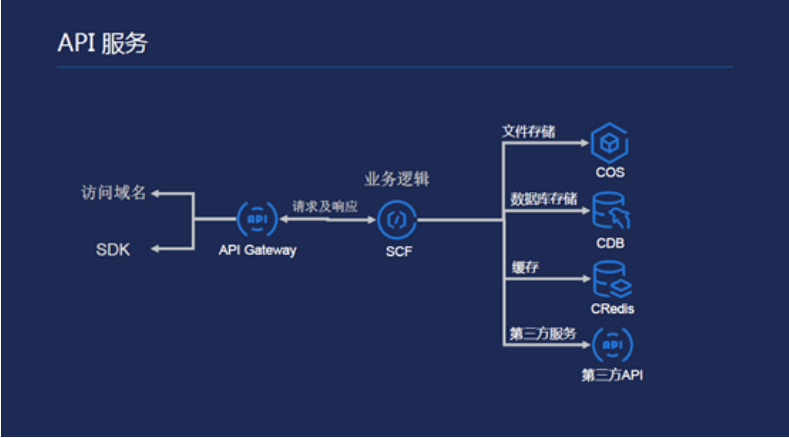 API 服务
访问域名
SDK
API
API Gateway
请求及响应
业务逻辑
SCF
文件存储
COS
数据库存储
CDB
缓存
CRedis
第三方服务
API
第三方API